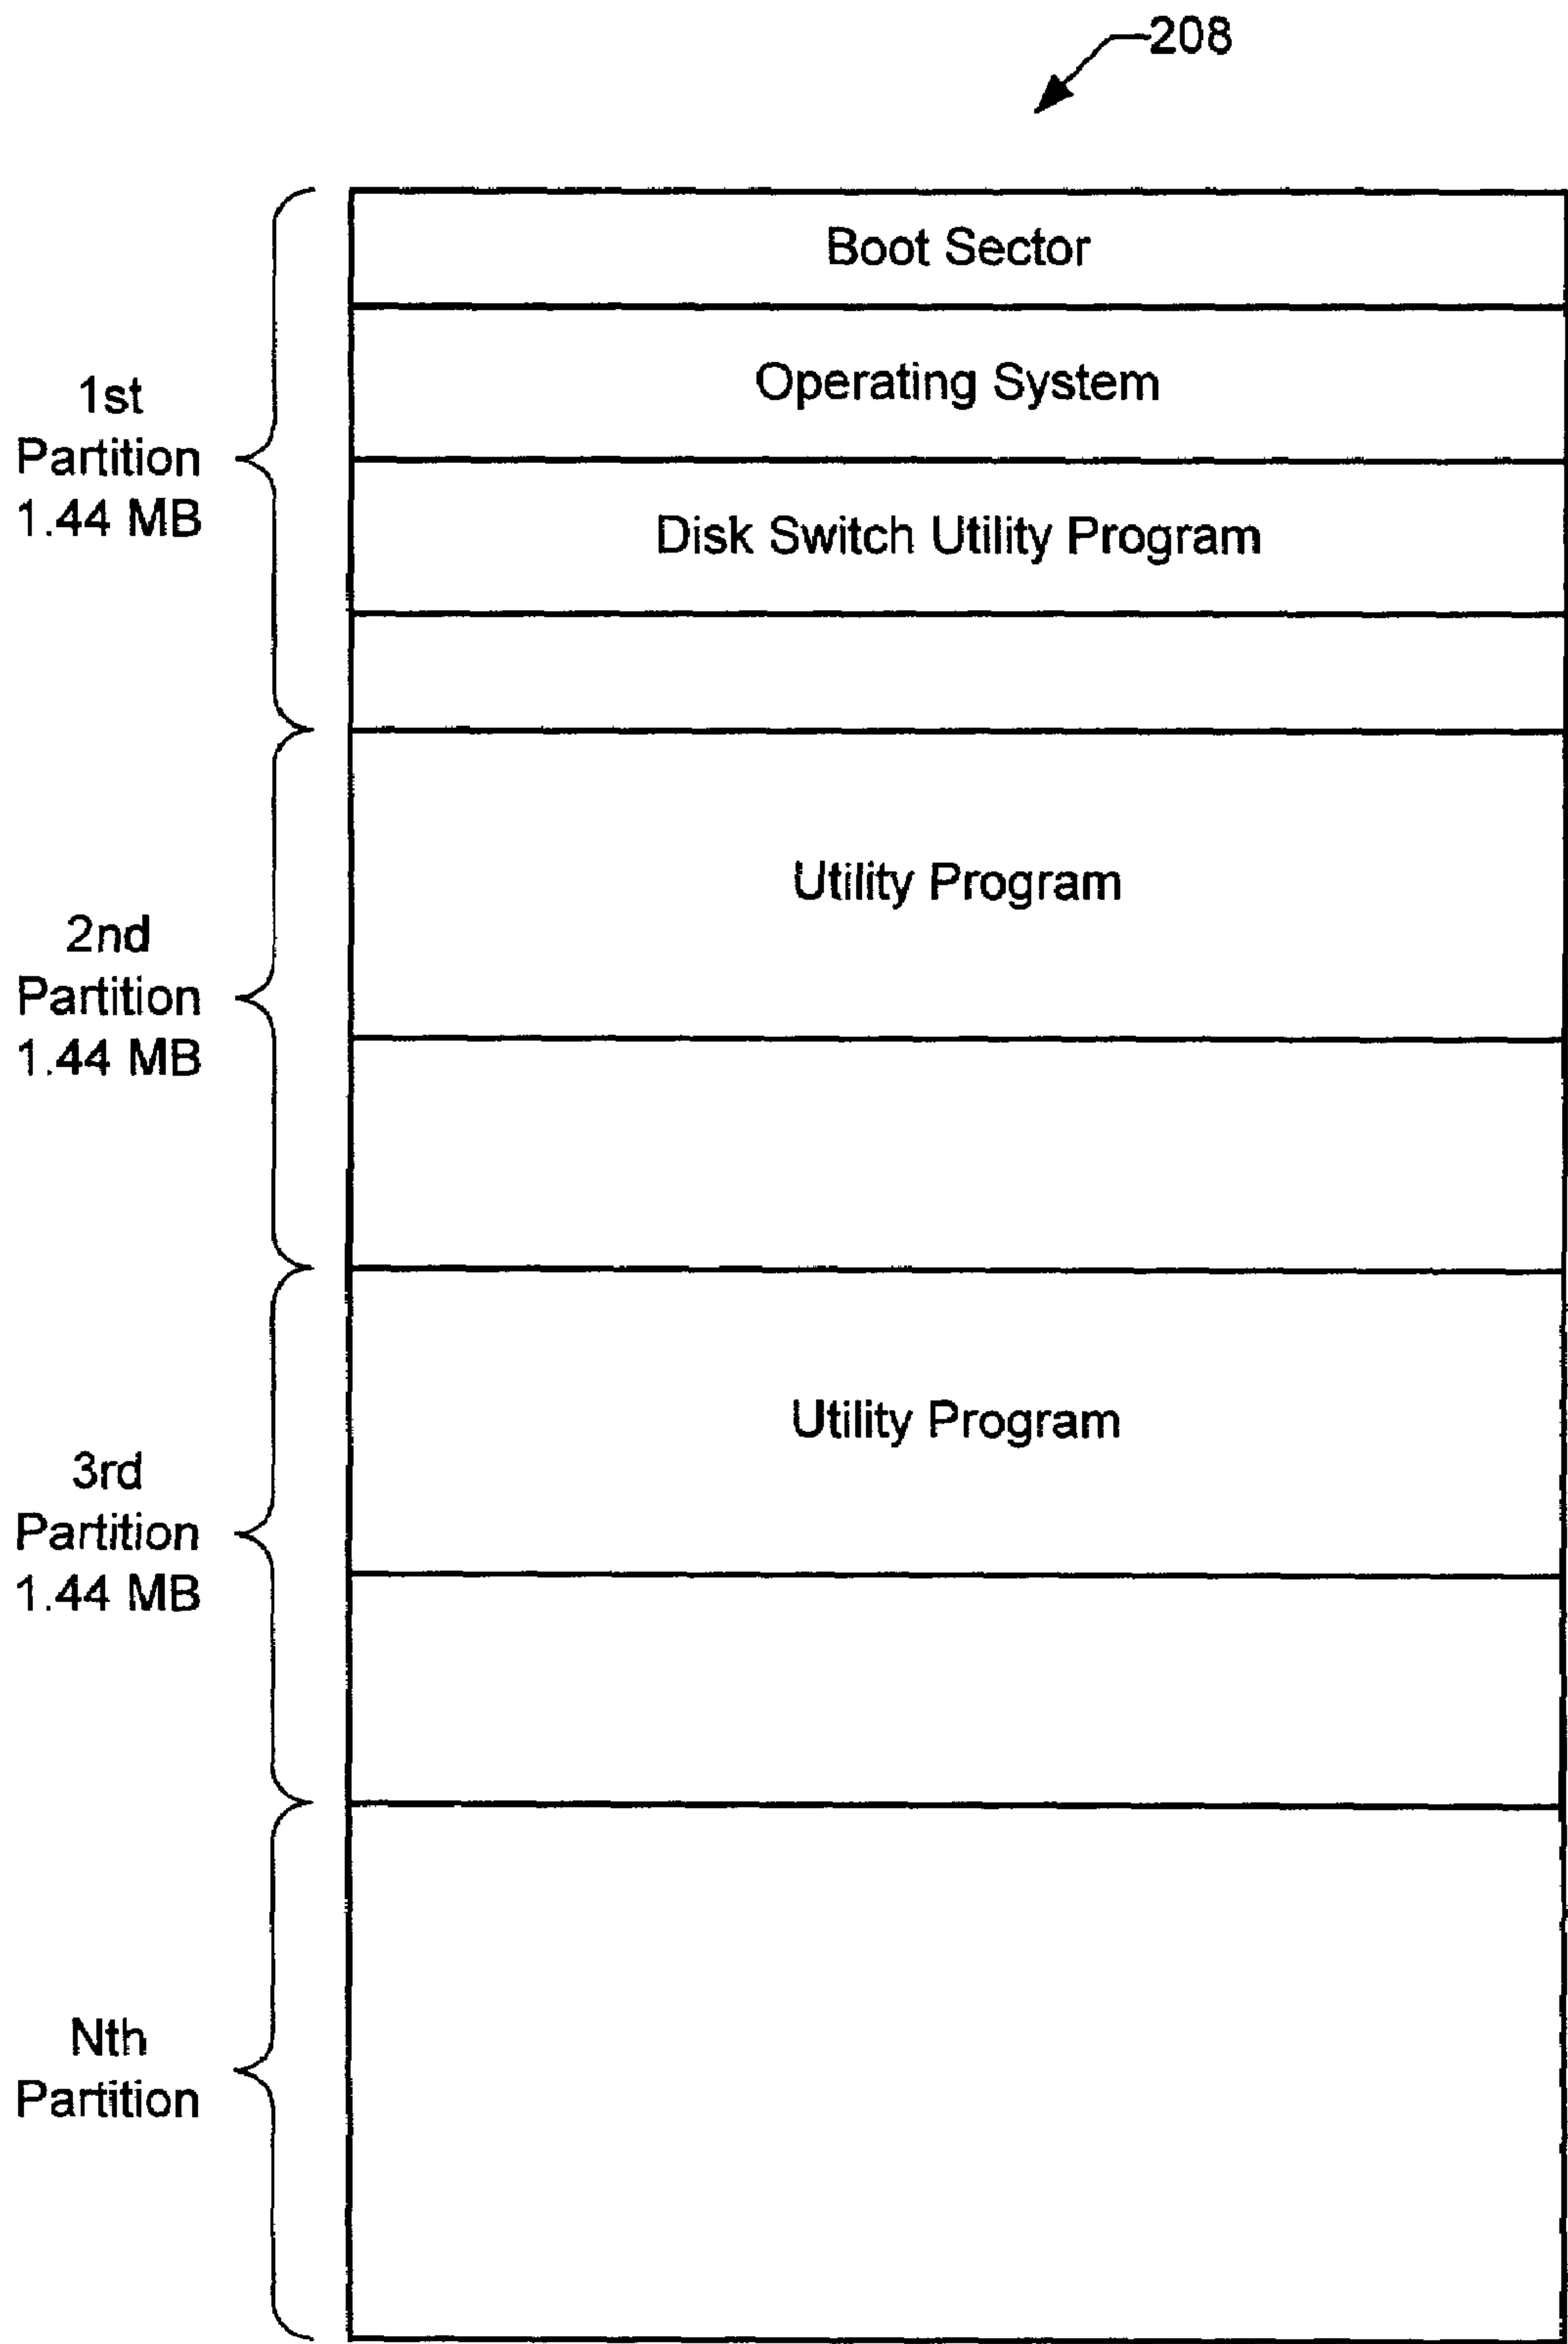 208
Boot Sector
Operating System
Disk Switch Utility Program
1st
Partition
1.44 MB
Utility Program
2nd
Partition
1.44 MB
Utility Program
3rd
Partition
1.44 MB
Nth
Partition